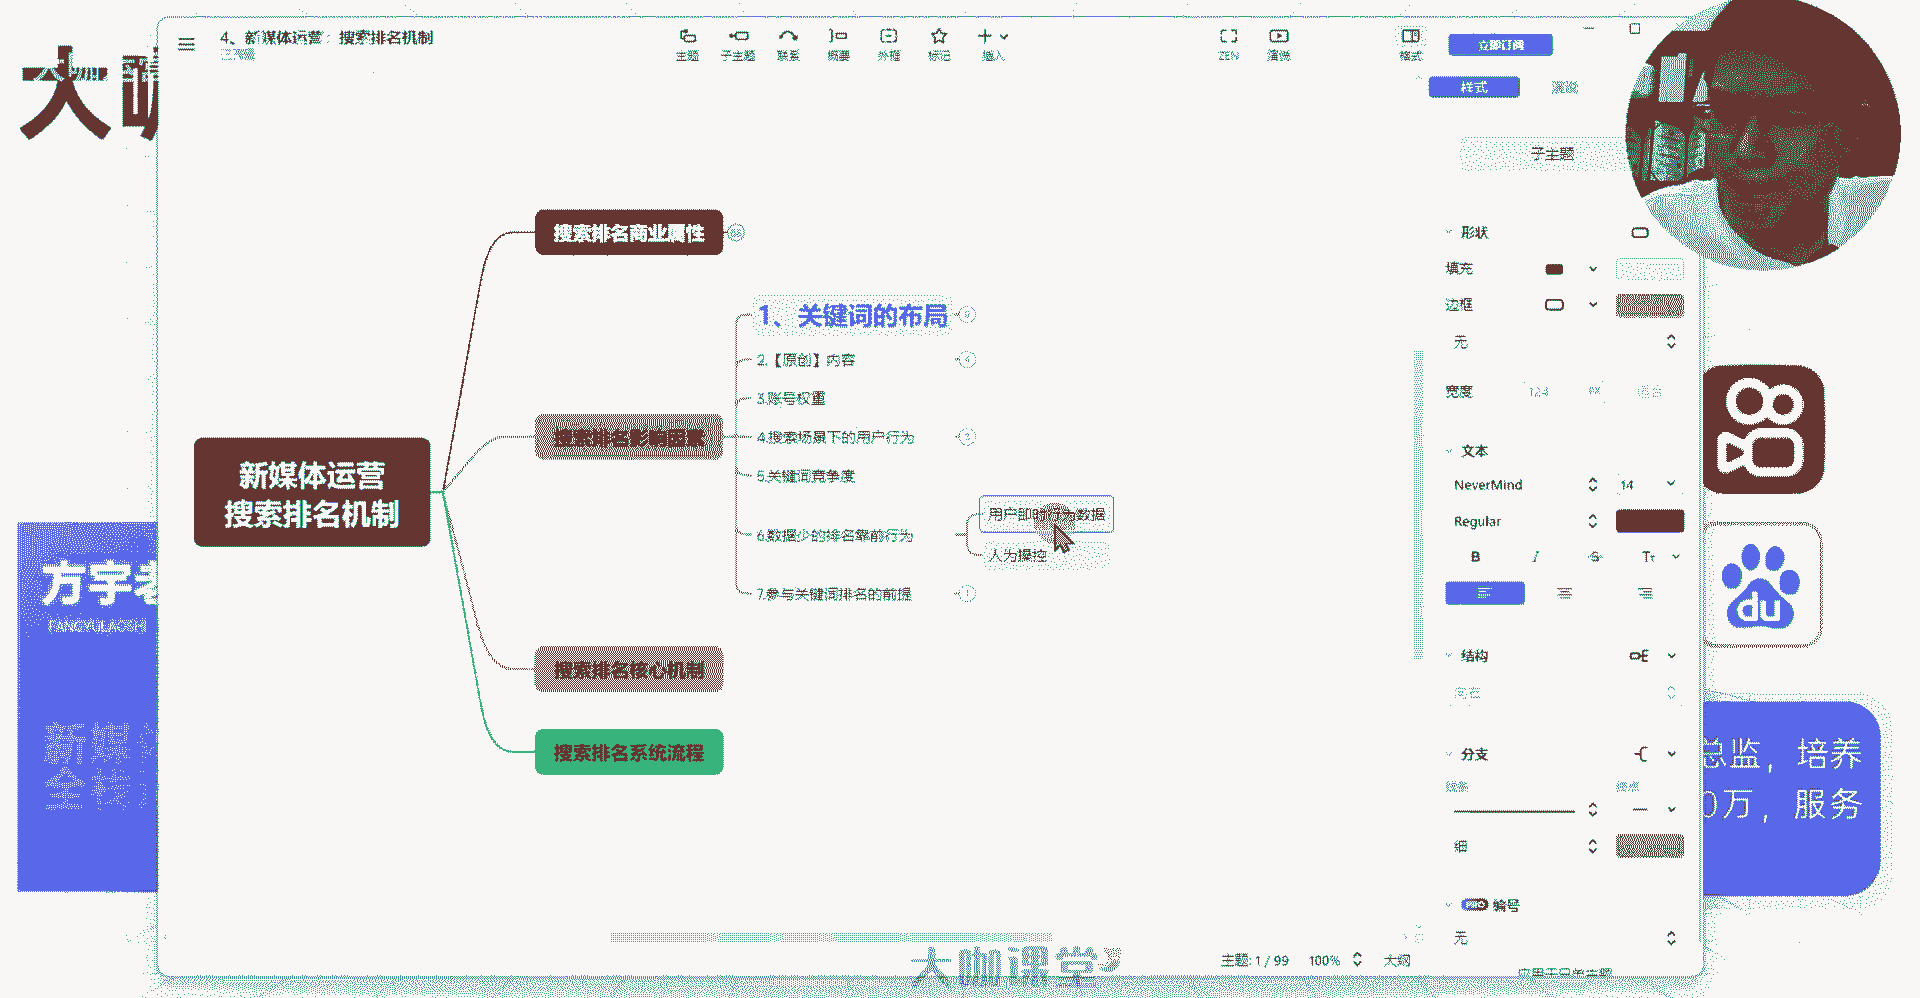 4、新媒体运营：搜索排名机制
主题
子主题
联系
概要
外框
标记
插入
ZEN
演说
格式
立即订阅
样式
演说
子主题
形状
填充
边框
无
宽度
124
文本
NeverMind
14
Regular
B I S Tт
结构
分支
细
PRO 编号
无
新媒体运营
搜索排名机制
搜索排名商业属性
搜索排名影响因素
1、关键词的布局
2.【原创】内容
3.账号权重
4.搜索场景下的用户行为
5.关键词竞争度
6.数据少的排名靠前行为
用户即时行为数据
人为操控
7.参与关键词排名的前提
搜索排名核心机制
搜索排名系统流程
方宇老
FANGYULAOSHI
新媒体
du
总监，培养
0万，服务
大咖课堂
主题: 1 / 99
100%
大纲